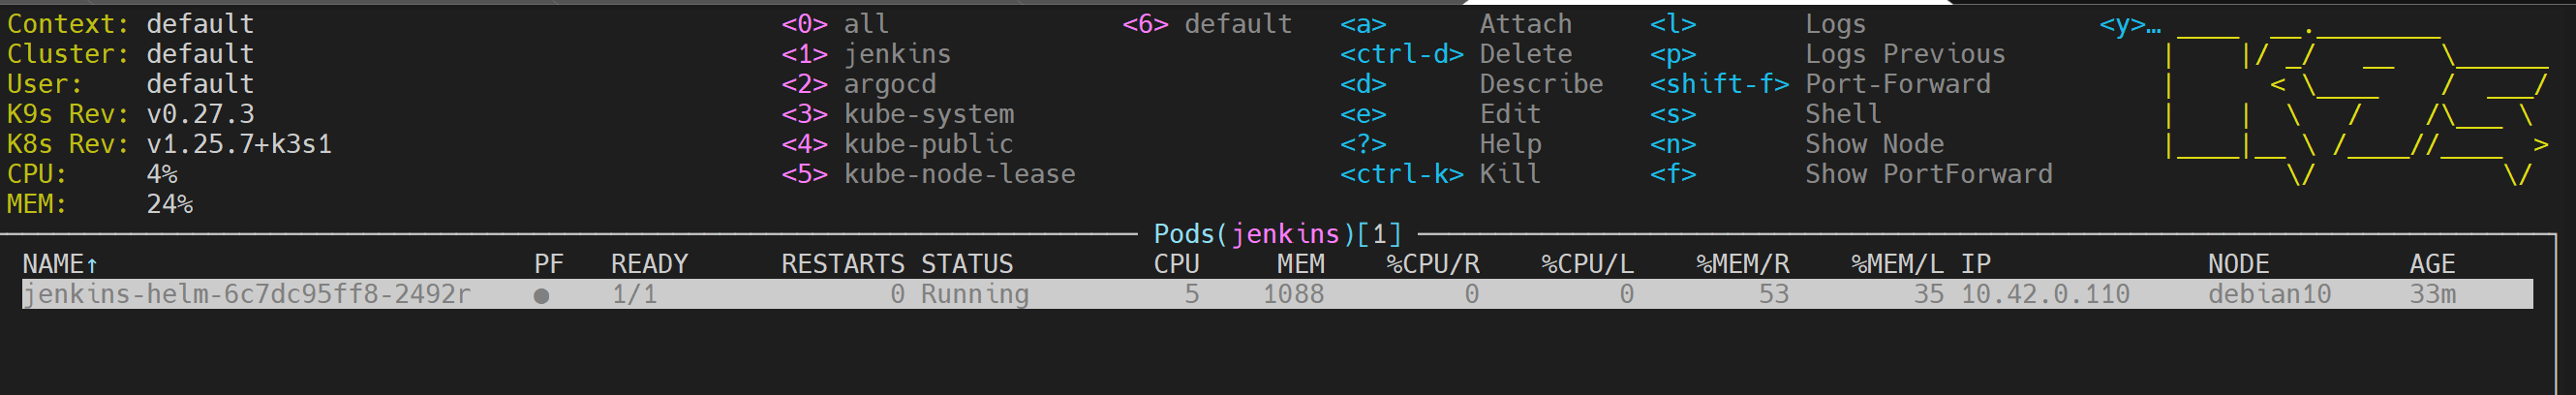 Context: default <0> all <6> default <a> Attach <l> Logs <y>…
Cluster: default <1> jenkins <ctrl-d> Delete <p> Logs Previous
User: default <2> argocd <d> Describe <shift-f> Port-Forward
K9s Rev: v0.27.3 <3> kube-system <e> Edit <s> Shell
K8s Rev: v1.25.7+k3s1 <4> kube-public <?> Help <n> Show Node
CPU: 4% <5> kube-node-lease <ctrl-k> Kill <f> Show PortForward
MEM: 24%
Pods(jenkins)[1]
NAME↑ PF READY RESTARTS STATUS CPU MEM %CPU/R %CPU/L %MEM/R %MEM/L IP NODE AGE
jenkins-helm-6c7dc95ff8-2492r ● 1/1 0 Running 5 1088 0 0 53 35 10.42.0.110 debian10 33m